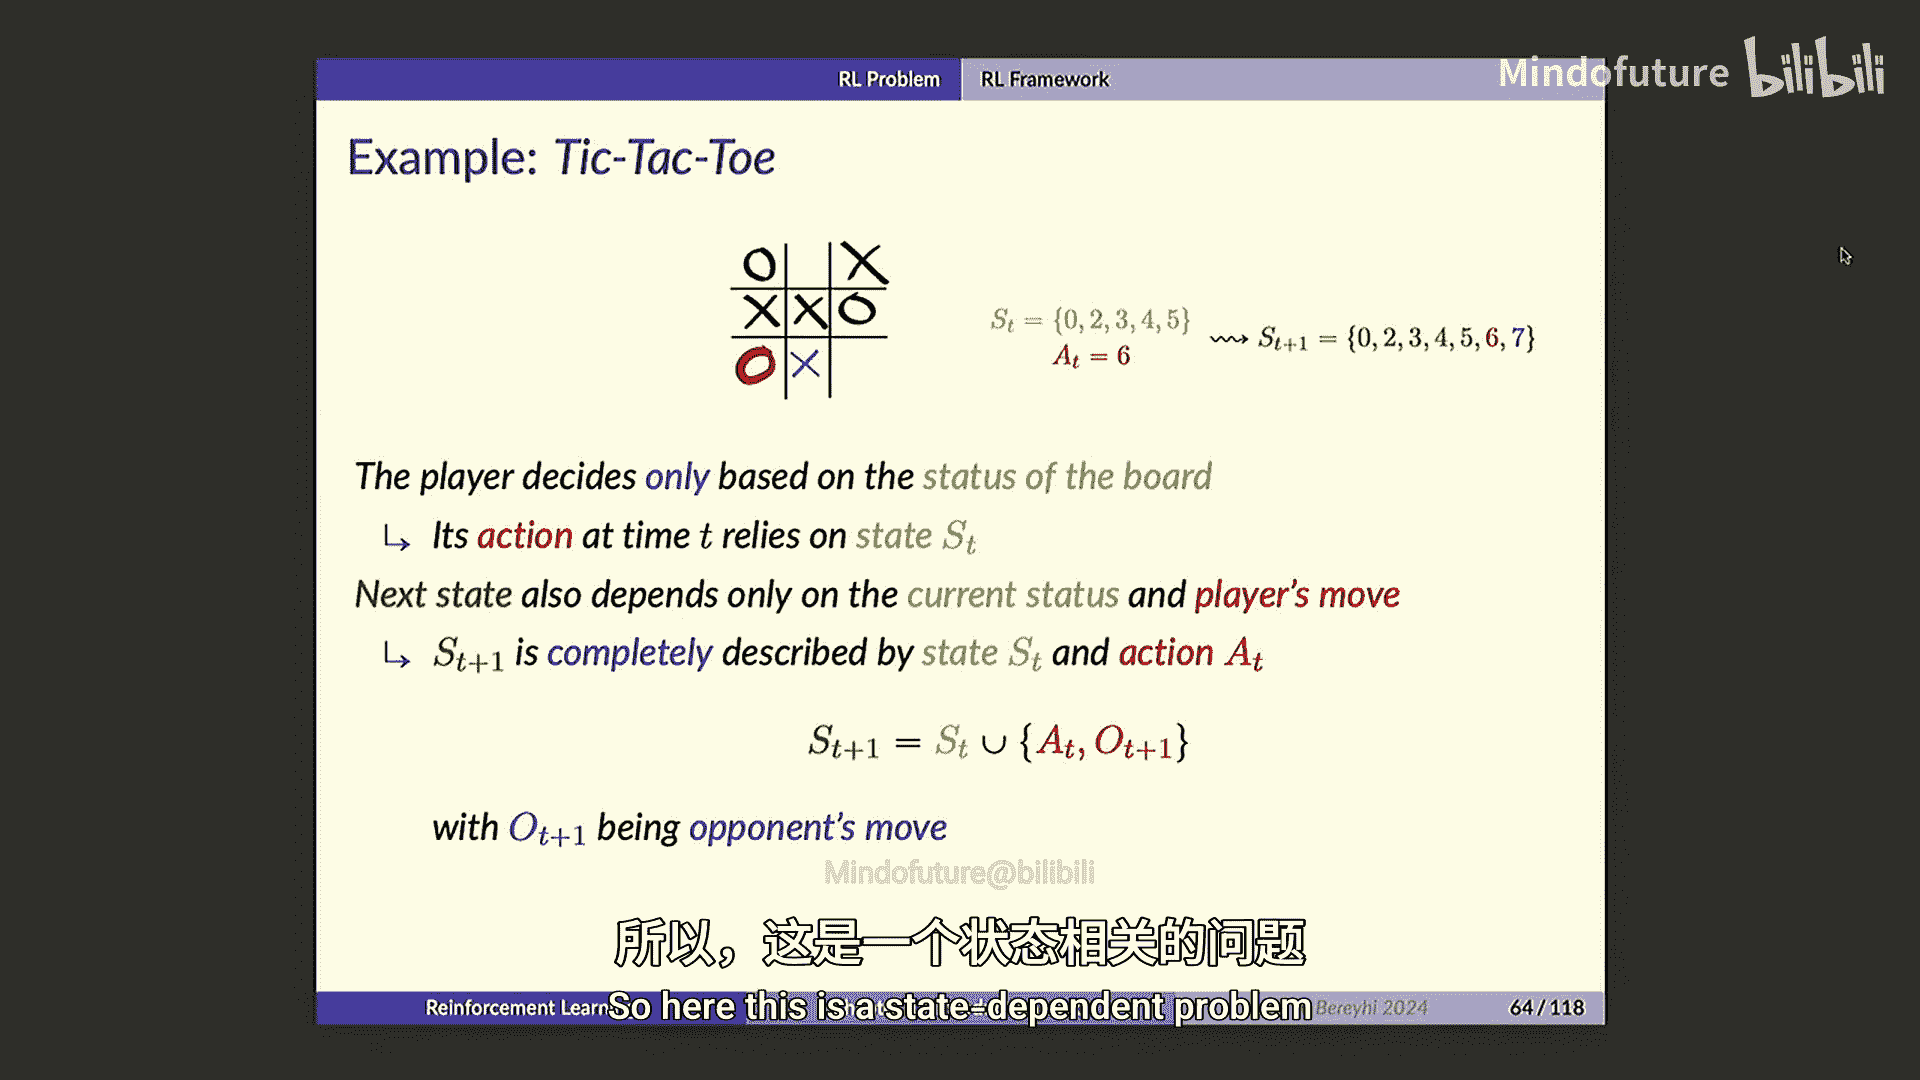 RL Problem RL Framework
Mindofuture bilibili
Example: Tic-Tac-Toe
O X
X X O
O X
S_t = {0, 2, 3, 4, 5}
A_t = 6
⇝ S_{t+1} = {0, 2, 3, 4, 5, 6, 7}
The player decides only based on the status of the board
↳ Its action at time t relies on state S_t
Next state also depends only on the current status and player's move
↳ S_{t+1} is completely described by state S_t and action A_t
S_{t+1} = S_t ∪ {A_t, O_{t+1}}
with O_{t+1} being opponent's move
Mindofuture@bilibili
所以，这是一个状态相关的问题
So here this is a state-dependent problem
Reinforcement Bereyhi 2024 64 / 118